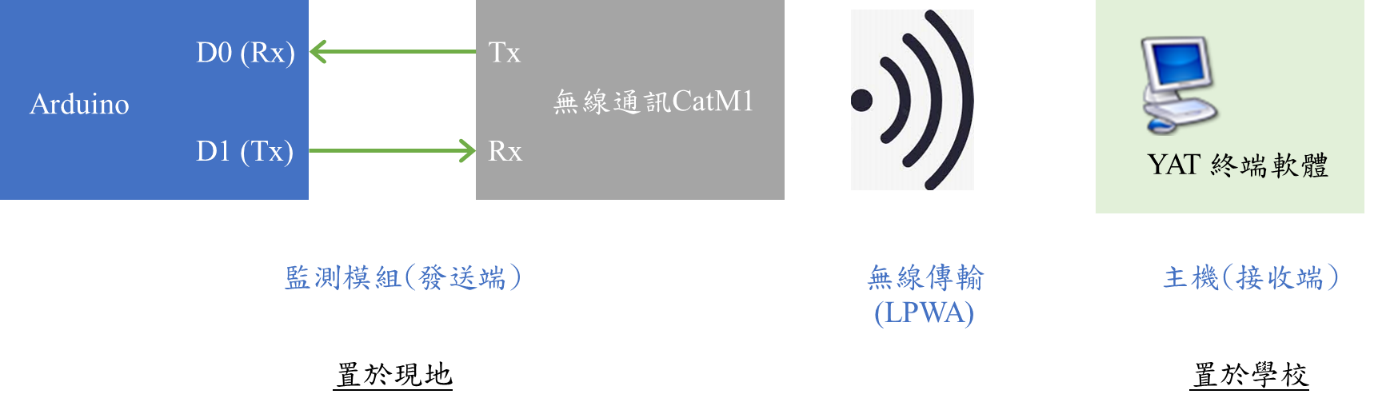 D0 (Rx)
Tx
Arduino
無線通訊CatM1
D1 (Tx)
Rx
YAT 終端軟體
監測模組(發送端)
無線傳輸
(LPWA)
主機(接收端)
置於現地
置於學校